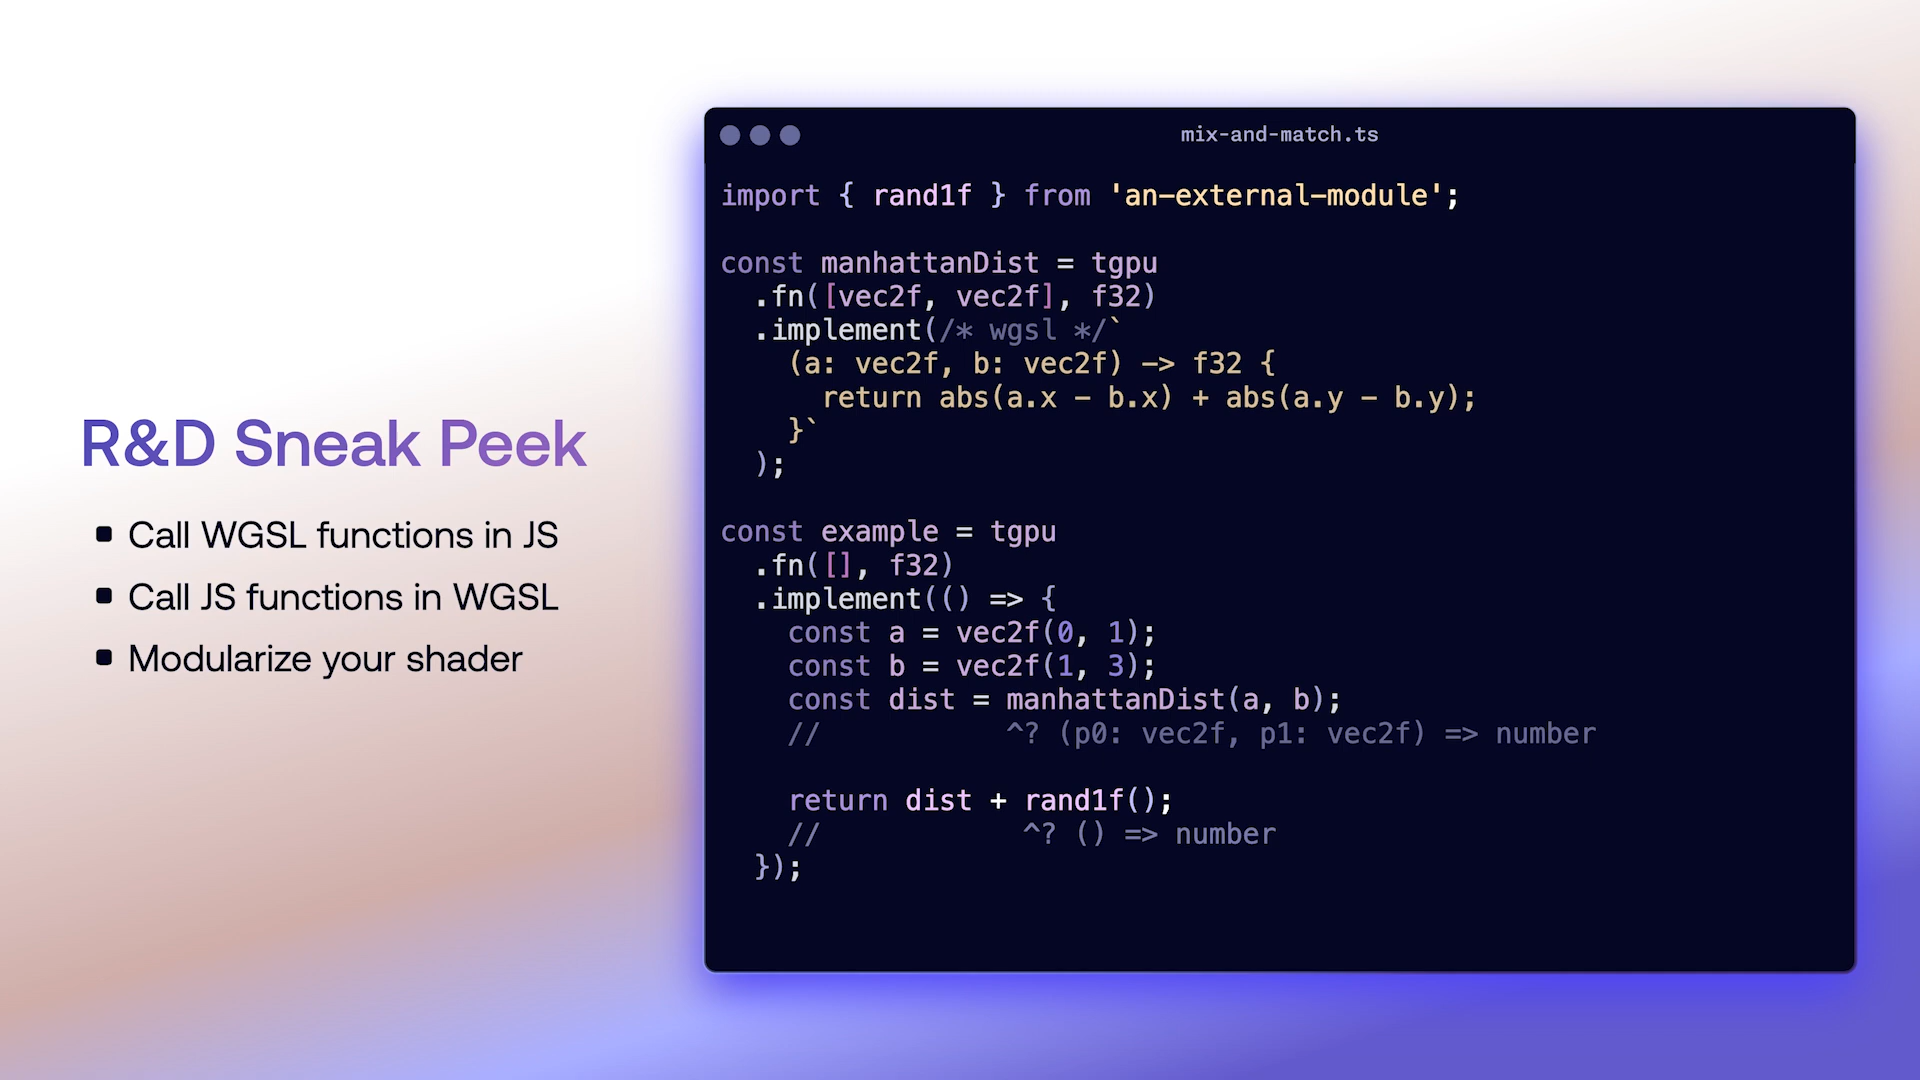 R&D Sneak Peek
▪ Call WGSL functions in JS
▪ Call JS functions in WGSL
▪ Modularize your shader
mix-and-match.ts
import { rand1f } from 'an-external-module';
const manhattanDist = tgpu
  .fn([vec2f, vec2f], f32)
  .implement(/* wgsl */`
    (a: vec2f, b: vec2f) -> f32 {
      return abs(a.x - b.x) + abs(a.y - b.y);
    }`
  );
const example = tgpu
  .fn([], f32)
  .implement(() => {
    const a = vec2f(0, 1);
    const b = vec2f(1, 3);
    const dist = manhattanDist(a, b);
    //           ^? (p0: vec2f, p1: vec2f) => number
    return dist + rand1f();
    //            ^? () => number
  });